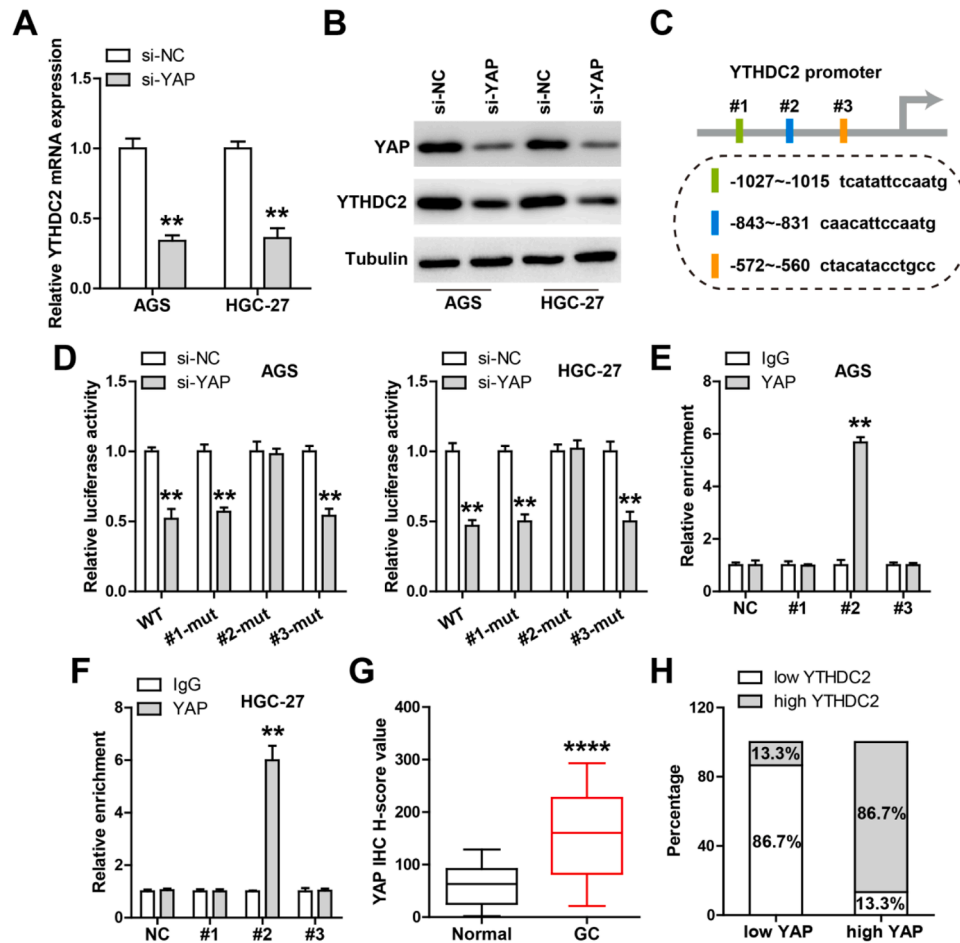 A
si-NC
si-YAP
Relative YTHDC2 mRNA expression
1.5
1.0
0.5
0.0
**
**
AGS
HGC-27
B
si-NC
si-YAP
si-NC
si-YAP
YAP
YTHDC2
Tubulin
AGS
HGC-27
C
YTHDC2 promoter
#1
#2
#3
-1027~-1015 tcatattccaatg
-843~-831 caacattccaatg
-572~-560 ctacatacctgcc
D
si-NC
si-YAP
AGS
Relative luciferase activity
1.5
1.0
0.5
0.0
**
**
**
WT
#1-mut
#2-mut
#3-mut
si-NC
si-YAP
HGC-27
Relative luciferase activity
1.5
1.0
0.5
0.0
**
**
**
WT
#1-mut
#2-mut
#3-mut
E
IgG
YAP
AGS
Relative enrichment
8
6
4
2
0
**
NC
#1
#2
#3
F
IgG
YAP
HGC-27
Relative enrichment
8
6
4
2
0
**
NC
#1
#2
#3
G
YAP IHC H-score value
400
300
200
100
0
****
Normal
GC
H
low YTHDC2
high YTHDC2
Percentage
120
80
40
0
13.3%
86.7%
86.7%
13.3%
low YAP
high YAP